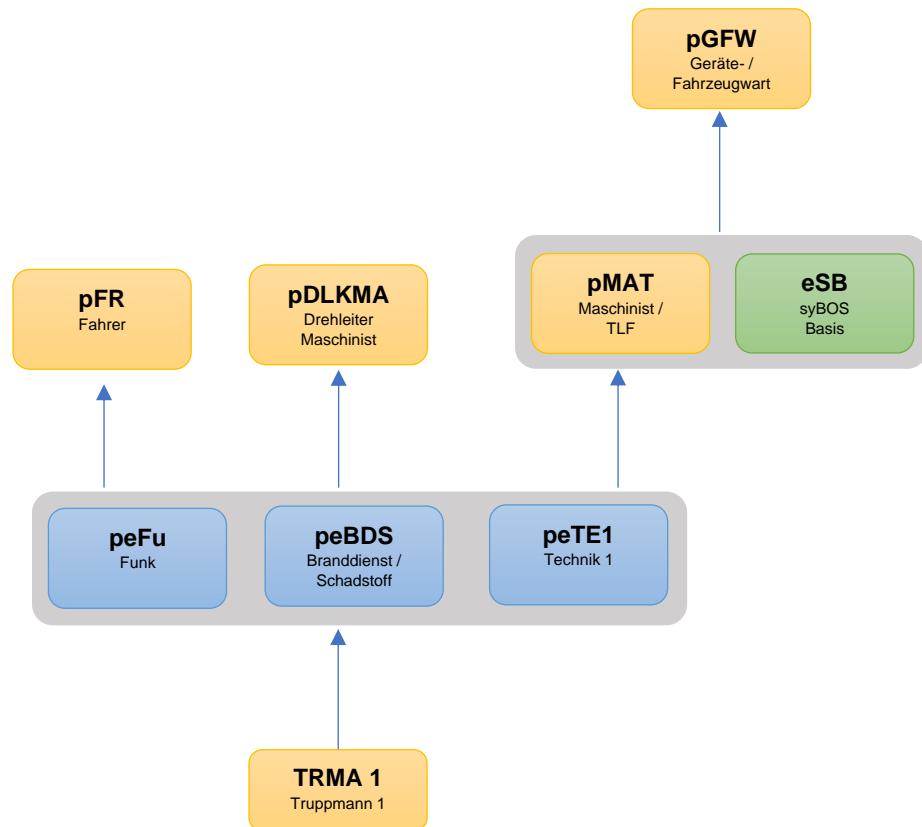 pGFW
Geräte- /
Fahrzeugwart
pFR
Fahrer
pDLKMA
Drehleiter
Maschinist
pMAT
Maschinist /
TLF
eSB
syBOS
Basis
peFu
Funk
peBDS
Branddienst /
Schadstoff
peTE1
Technik 1
TRMA 1
Truppmann 1